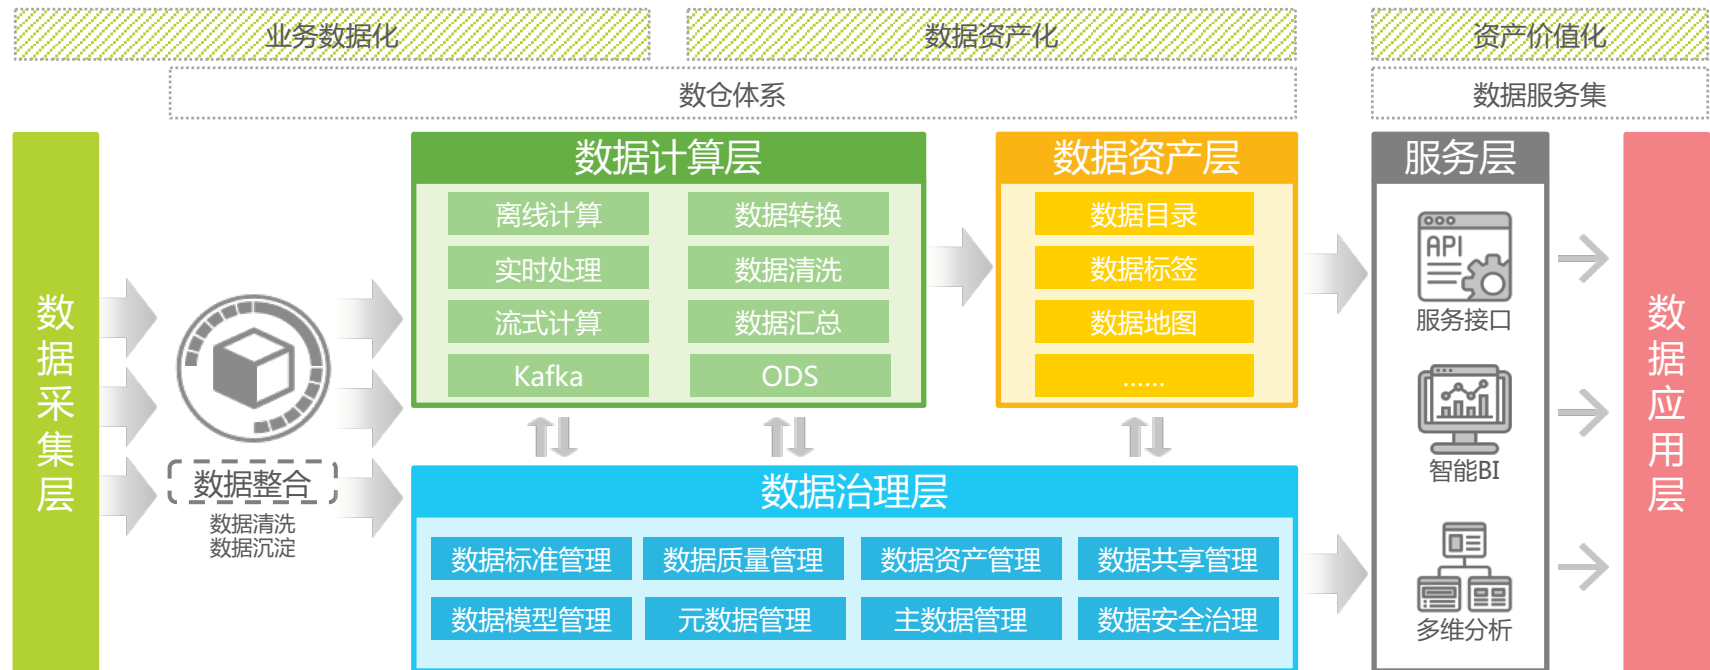 业务数据化
数据资产化
资产价值化
数仓体系
数据服务集
数据采集层
数据整合
数据清洗
数据沉淀
数据计算层
离线计算
数据转换
实时处理
数据清洗
流式计算
数据汇总
Kafka
ODS
数据资产层
数据目录
数据标签
数据地图
......
数据治理层
数据标准管理
数据质量管理
数据资产管理
数据共享管理
数据模型管理
元数据管理
主数据管理
数据安全治理
服务层
API
服务接口
智能BI
多维分析
数据应用层